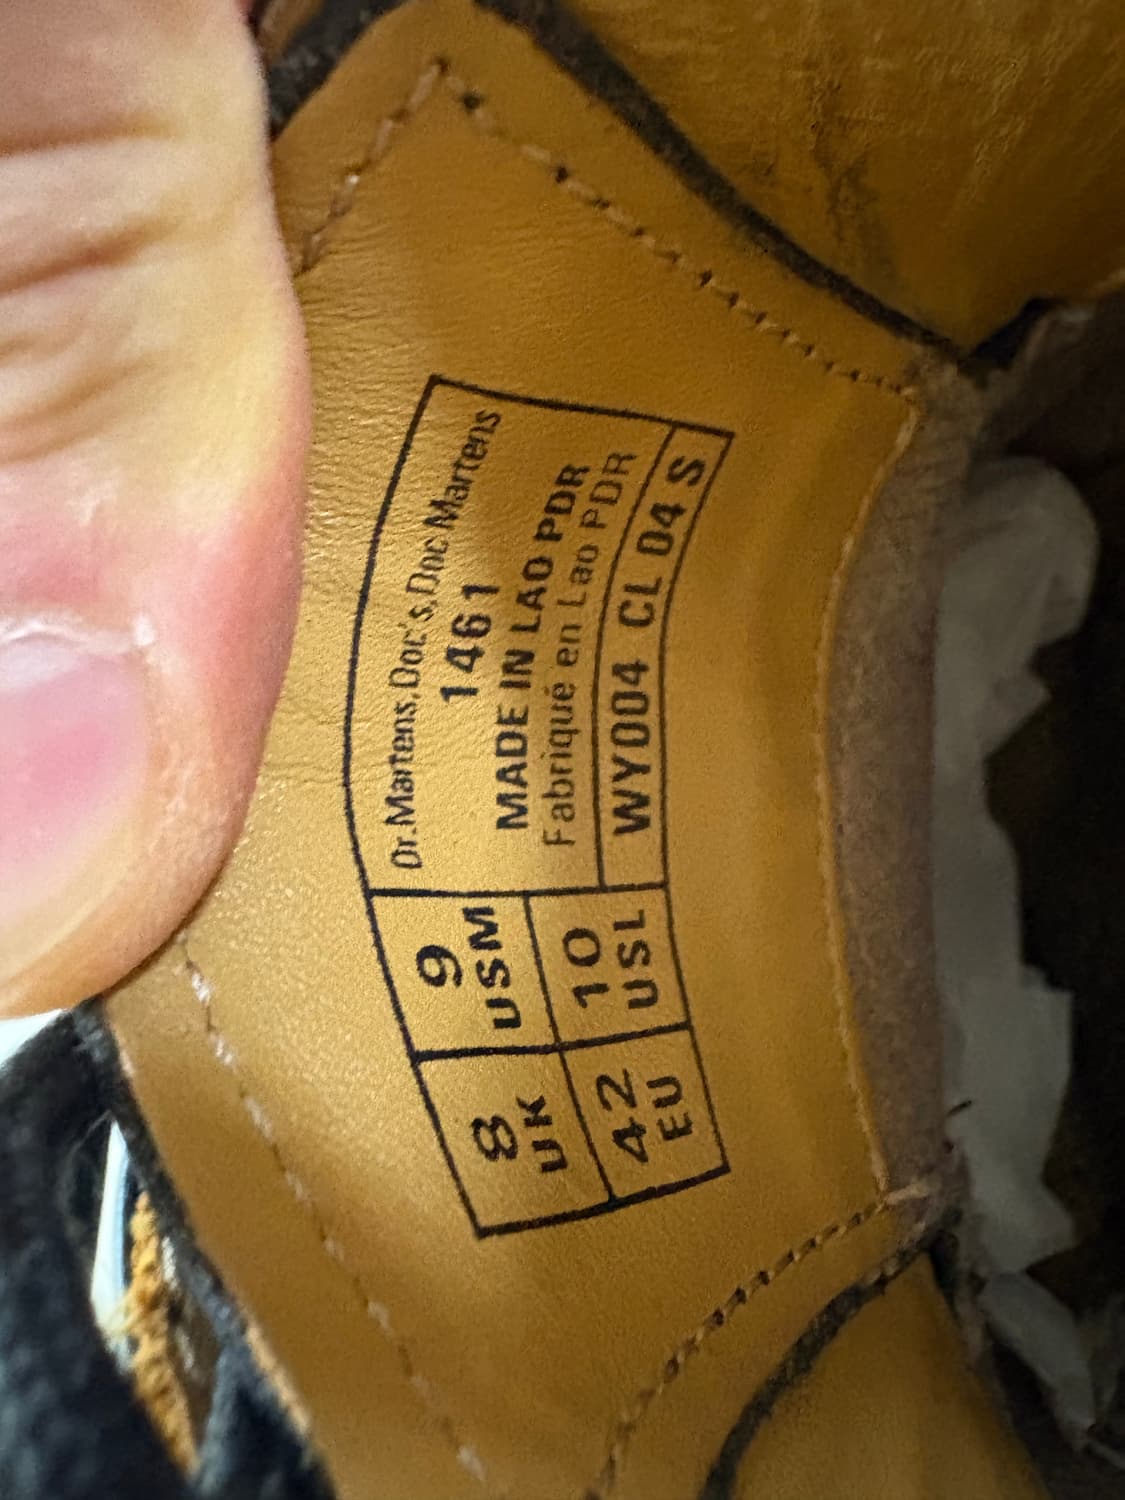 8
UK
9
USM
42
EU
10
USL
Dr.Martens,Doc's,Doc Martens
1461
MADE IN LAO PDR
Fabriqué en Lao PDR
WY004 CL 04 S